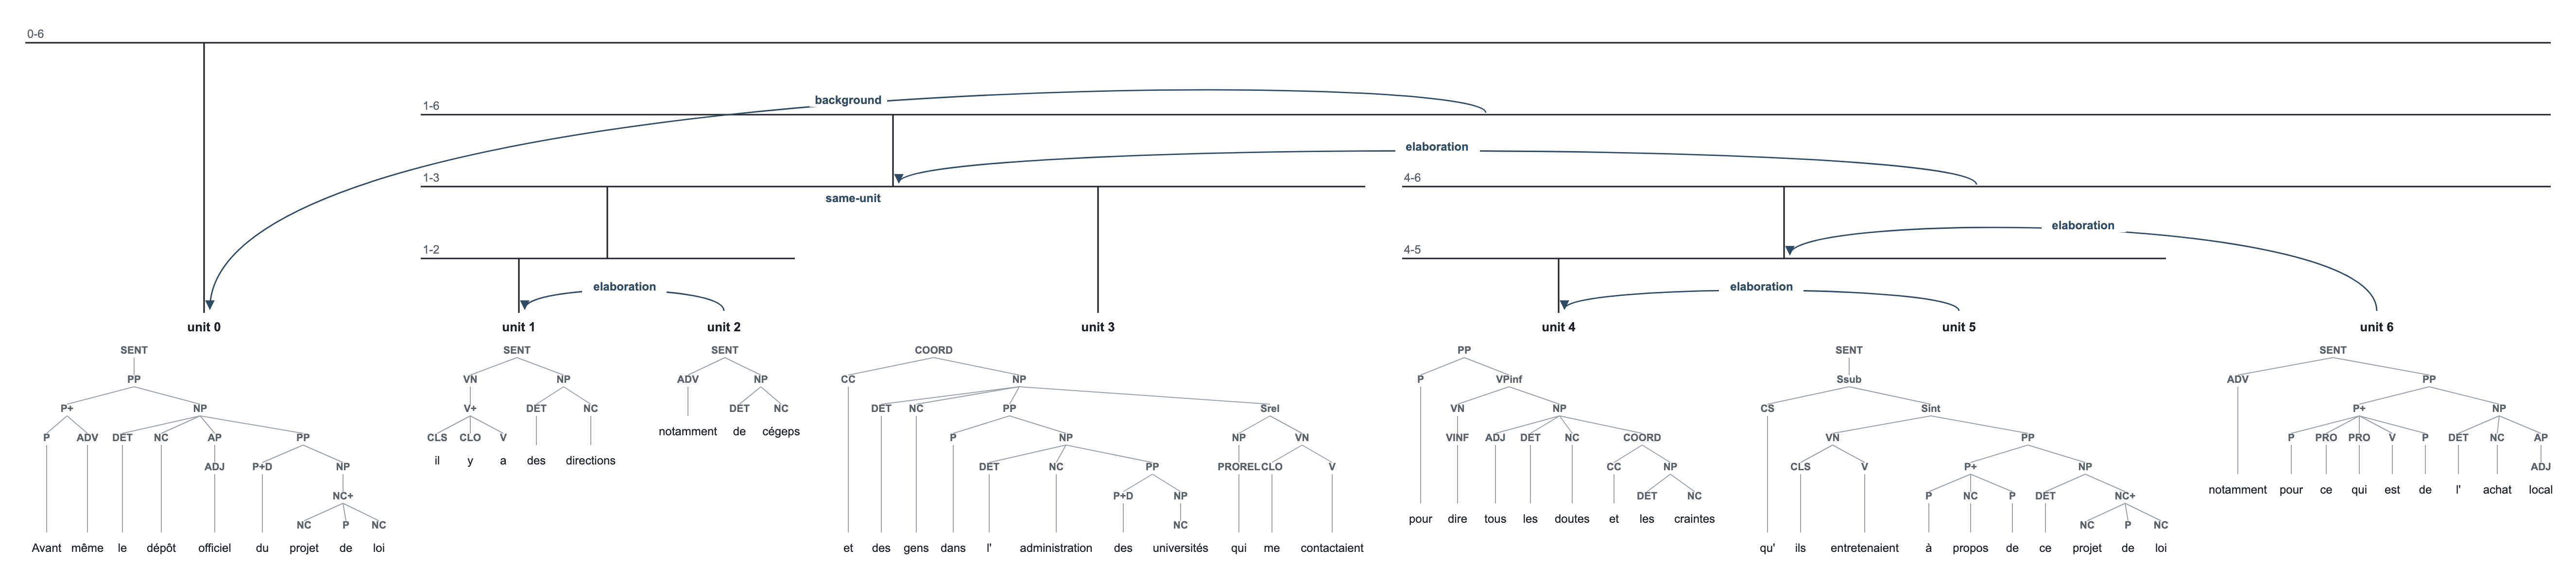 0-6
background
1-6
elaboration
1-3 4-6
same-unit
elaboration
1-2 4-5
elaboration elaboration
unit 0 unit 1 unit 2 unit 3 unit 4 unit 5 unit 6
SENT SENT SENT COORD PP SENT SENT
PP VN NP ADV NP CC NP P VPinf Ssub ADV PP
P+ NP V+ DET NC DET NC DET NC PP Srel VN NP CS Sint P+ NP
P ADV DET NC AP PP CLS CLO V P NP NP VN VINF ADJ DET NC COORD VN PP P PRO PRO V P DET NC AP
notamment de cégeps
il y a des directions
ADJ P+D NP DET NC PP PROREL CLO V CC NP CLS V P+ NP ADJ
notamment pour ce qui est de l' achat local
NC+ P+D NP DET NC P NC P DET NC+
pour dire tous les doutes et les craintes
NC P NC NC NC P NC
Avant même le dépôt officiel du projet de loi et des gens dans l' administration des universités qui me contactaient qu' ils entretenaient à propos de ce projet de loi